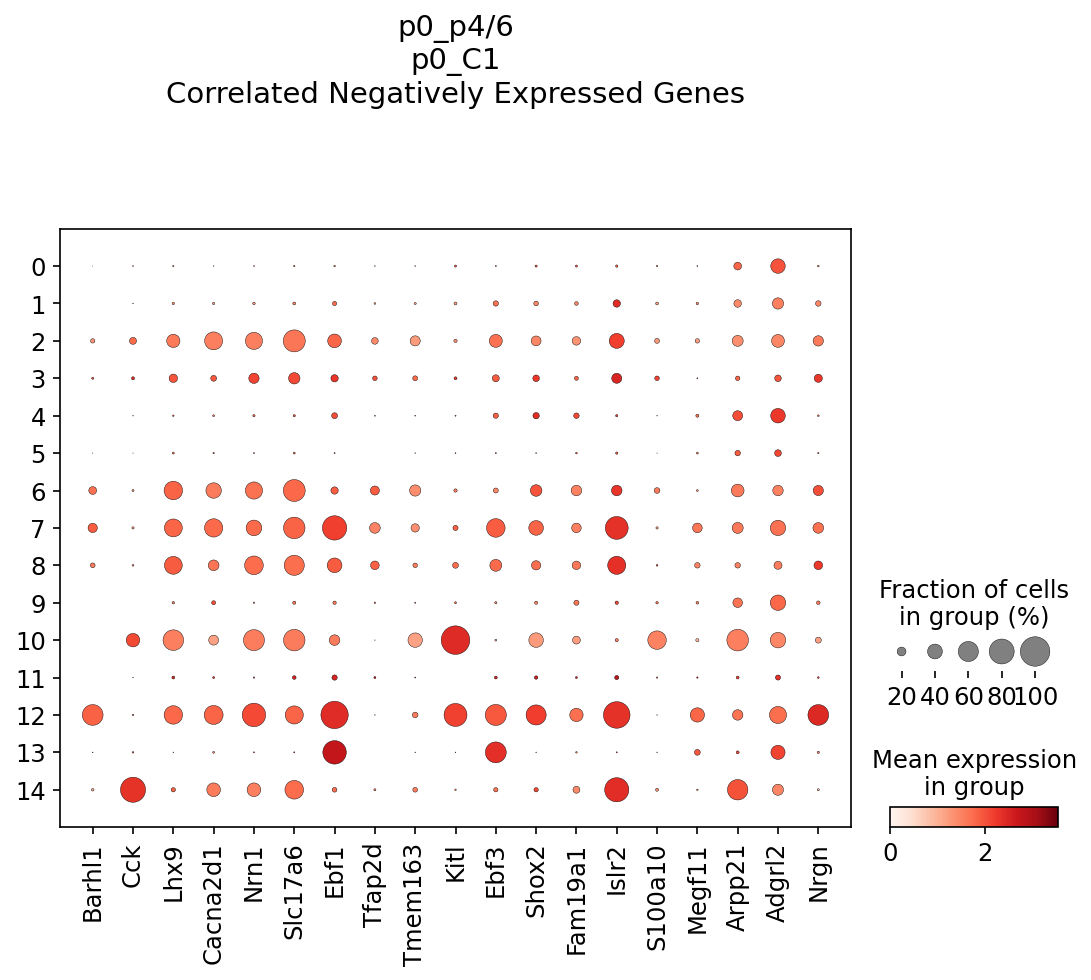 p0_p4/6
p0_C1
Correlated Negatively Expressed Genes
0
1
2
3
4
5
6
7
8
9
10
11
12
13
14
Barhl1
Cck
Lhx9
Cacna2d1
Nrn1
Slc17a6
Ebf1
Tfap2d
Tmem163
Kitl
Ebf3
Shox2
Fam19a1
Islr2
S100a10
Megf11
Arpp21
Adgrl2
Nrgn
Fraction of cells
in group (%)
20 40 60 80 100
Mean expression
in group
0 2